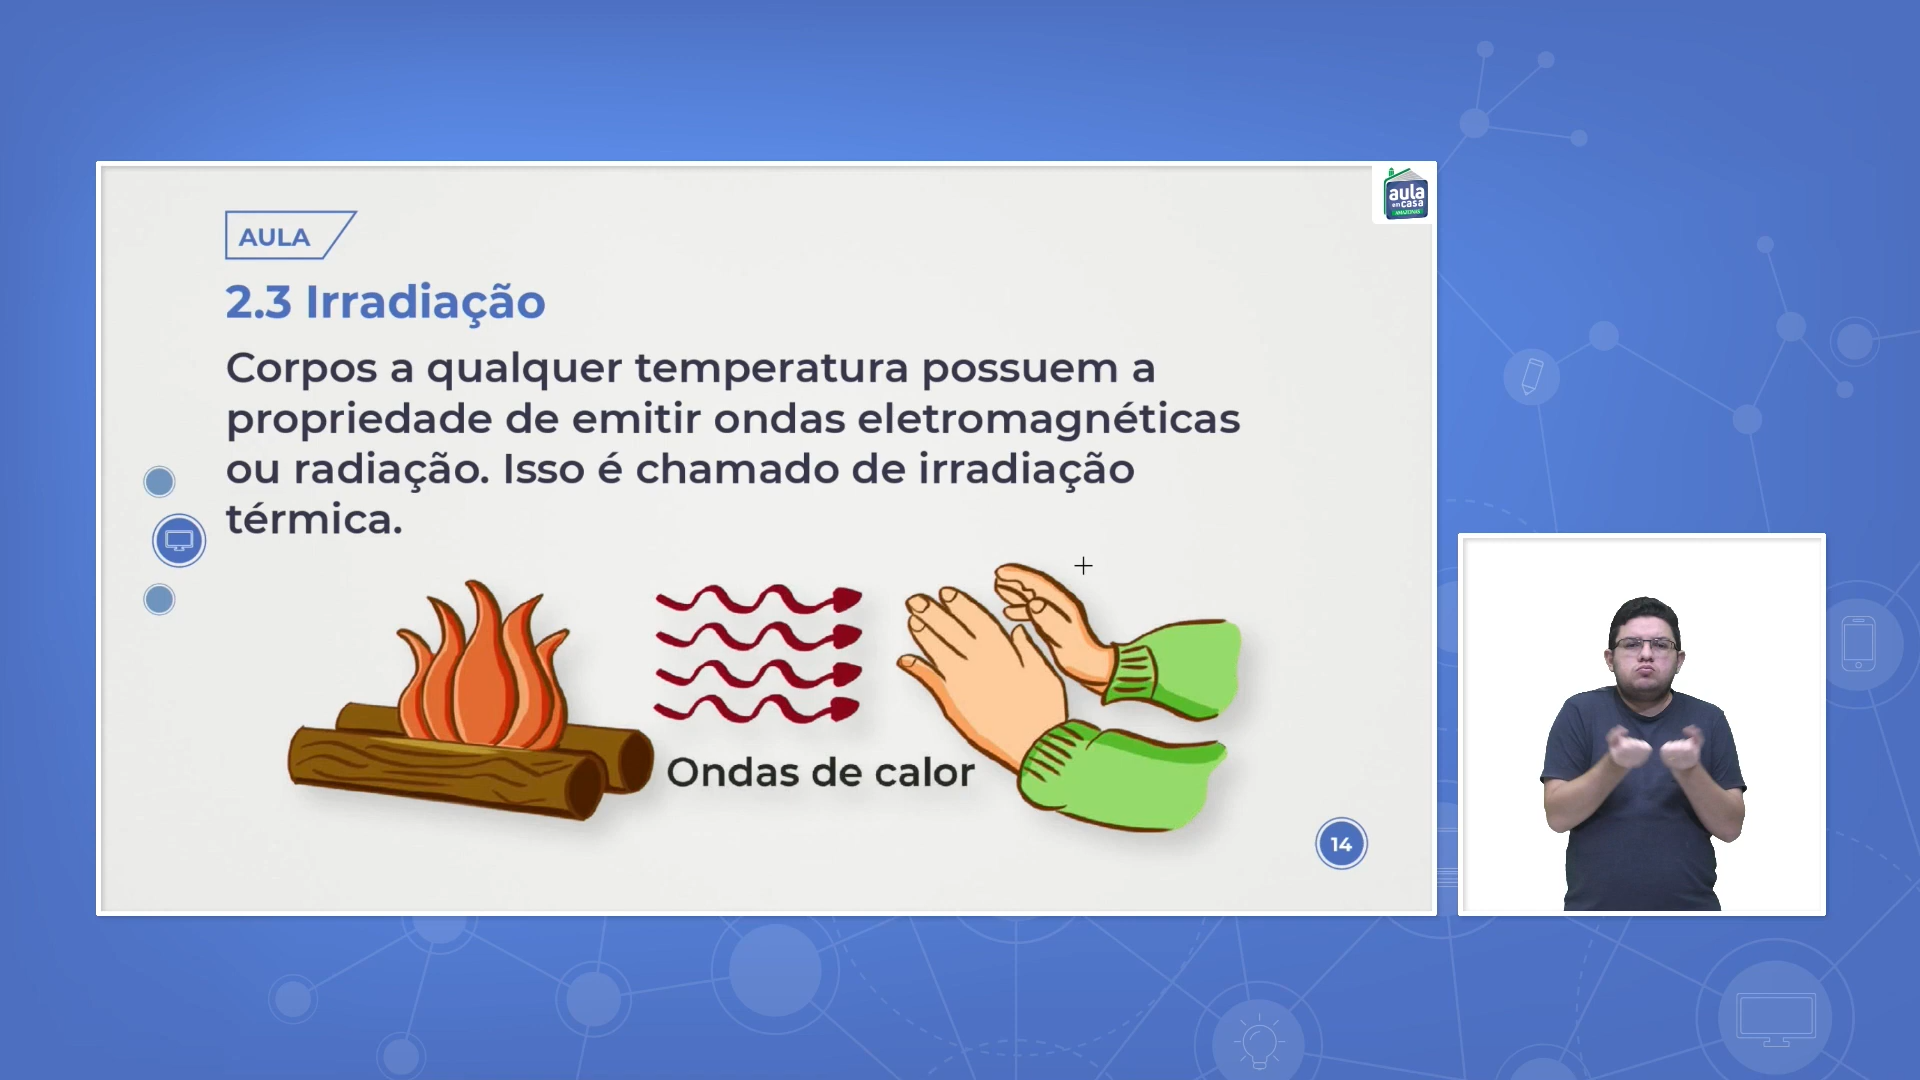 aula
em casa
AMAZONAS
AULA
2.3 Irradiação
Corpos a qualquer temperatura possuem a
propriedade de emitir ondas eletromagnéticas
ou radiação. Isso é chamado de irradiação
térmica.
Ondas de calor
14